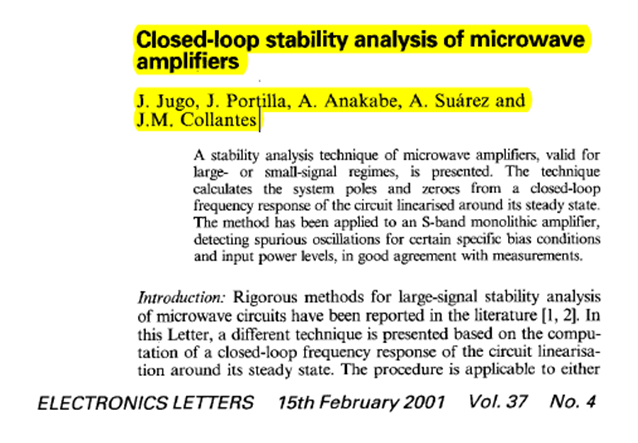 Closed-loop stability analysis of microwave
amplifiers
J. Jugo, J. Portilla, A. Anakabe, A. Suárez and
J.M. Collantes
A stability analysis technique of microwave amplifiers, valid for
large- or small-signal regimes, is presented. The technique
calculates the system poles and zeroes from a closed-loop
frequency response of the circuit linearised around its steady state.
The method has been applied to an S-band monolithic amplifier,
detecting spurious oscillations for certain specific bias conditions
and input power levels, in good agreement with measurements.
Introduction: Rigorous methods for large-signal stability analysis
of microwave circuits have been reported in the literature [1, 2]. In
this Letter, a different technique is presented based on the compu-
tation of a closed-loop frequency response of the circuit linearisa-
tion around its steady state. The procedure is applicable to either
ELECTRONICS LETTERS 15th February 2001 Vol. 37 No. 4